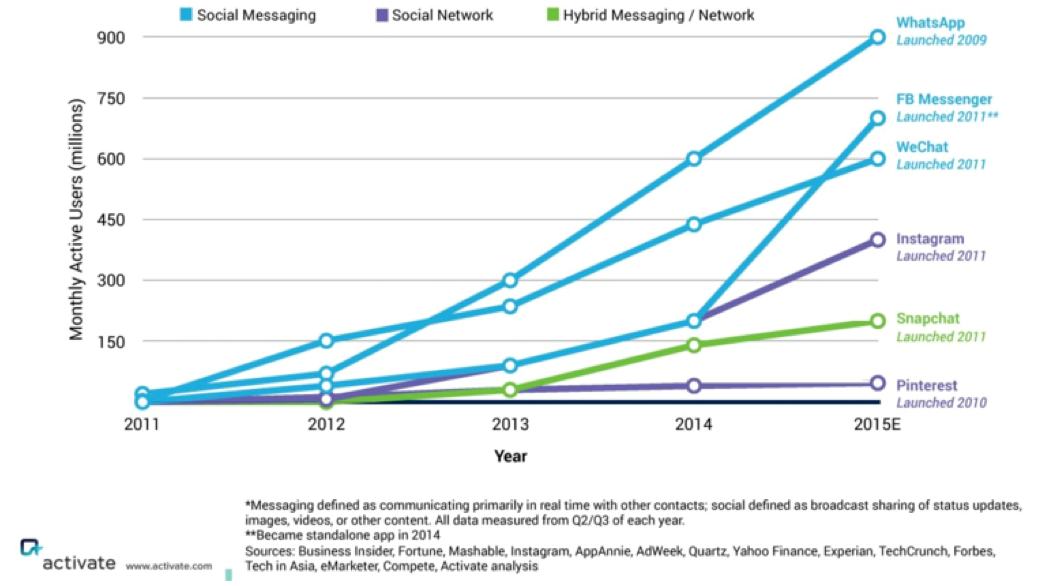 Social Messaging
Social Network
Hybrid Messaging / Network
Monthly Active Users (millions)
900
750
600
450
300
150
WhatsApp
Launched 2009
FB Messenger
Launched 2011**
WeChat
Launched 2011
Instagram
Launched 2011
Snapchat
Launched 2011
Pinterest
Launched 2010
2011
2012
2013
2014
2015E
Year
*Messaging defined as communicating primarily in real time with other contacts; social defined as broadcast sharing of status updates,
images, videos, or other content. All data measured from Q2/Q3 of each year.
**Became standalone app in 2014
Sources: Business Insider, Fortune, Mashable, Instagram, AppAnnie, AdWeek, Quartz, Yahoo Finance, Experian, TechCrunch, Forbes,
Tech in Asia, eMarketer, Compete, Activate analysis
activate www.activate.com